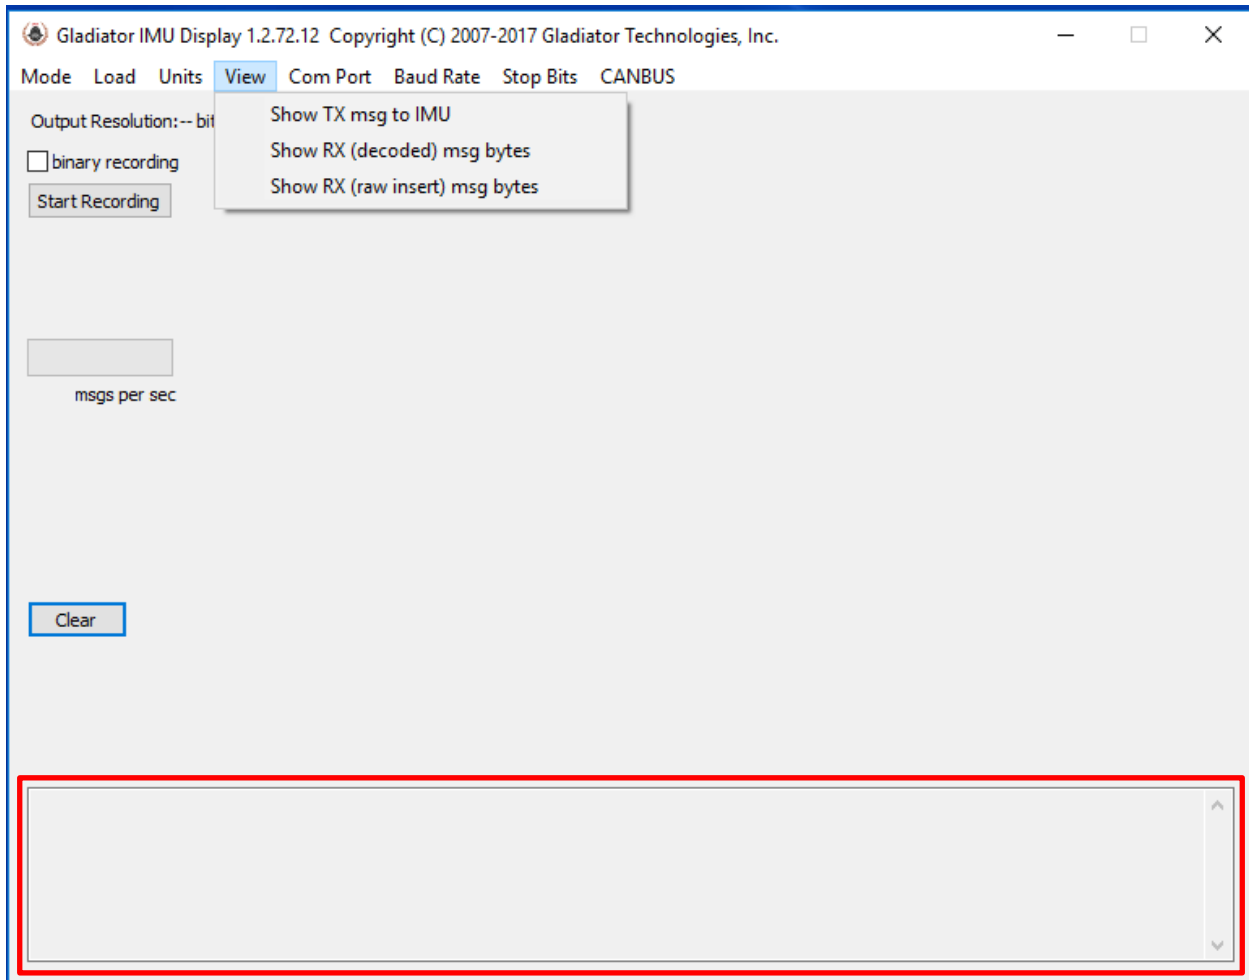 Gladiator IMU Display 1.2.72.12  Copyright (C) 2007-2017 Gladiator Technologies, Inc.
Mode Load Units View Com Port Baud Rate Stop Bits CANBUS
Show TX msg to IMU
Output Resolution:-- bit
Show RX (decoded) msg bytes
binary recording
Show RX (raw insert) msg bytes
Start Recording
msgs per sec
Clear